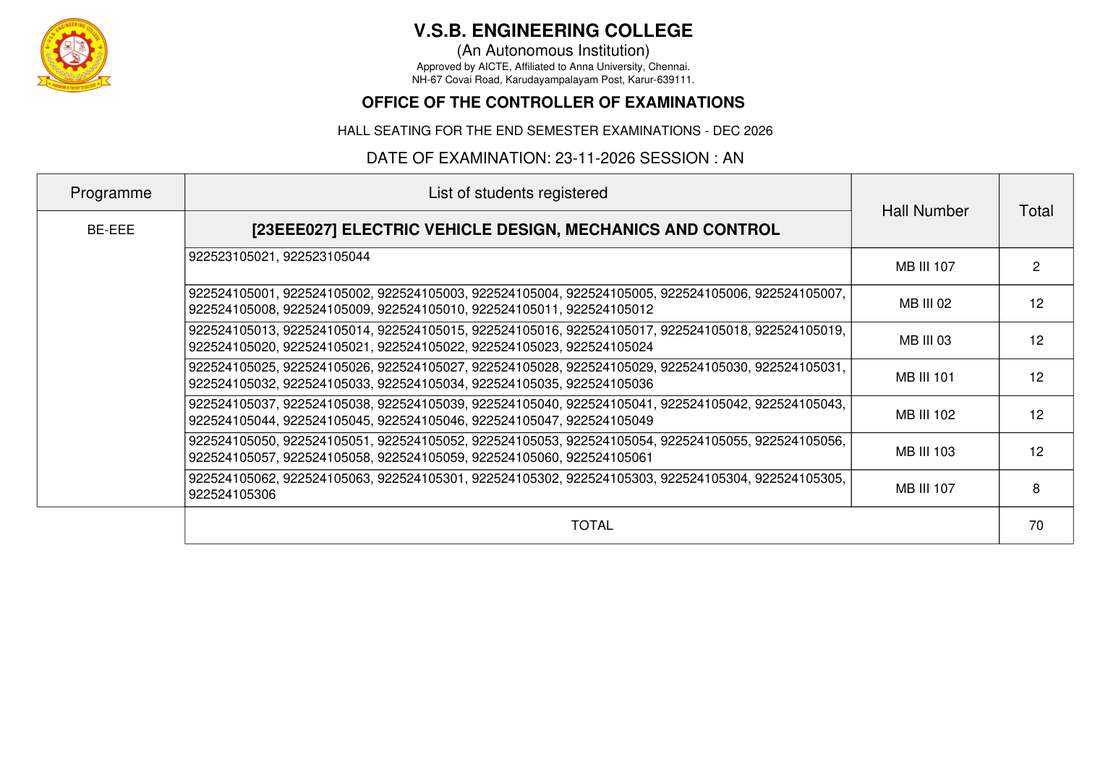 V.S.B. ENGINEERING COLLEGE
(An Autonomous Institution)
Approved by AICTE, Affiliated to Anna University, Chennai.
NH-67 Covai Road, Karudayampalayam Post, Karur-639111.
OFFICE OF THE CONTROLLER OF EXAMINATIONS
HALL SEATING FOR THE END SEMESTER EXAMINATIONS - DEC 2026
DATE OF EXAMINATION: 23-11-2026 SESSION : AN
Programme List of students registered Hall Number Total
BE-EEE [23EEE027] ELECTRIC VEHICLE DESIGN, MECHANICS AND CONTROL
922523105021, 922523105044
MB III 107 2
922524105001, 922524105002, 922524105003, 922524105004, 922524105005, 922524105006, 922524105007,
922524105008, 922524105009, 922524105010, 922524105011, 922524105012
MB III 02 12
922524105013, 922524105014, 922524105015, 922524105016, 922524105017, 922524105018, 922524105019,
922524105020, 922524105021, 922524105022, 922524105023, 922524105024
MB III 03 12
922524105025, 922524105026, 922524105027, 922524105028, 922524105029, 922524105030, 922524105031,
922524105032, 922524105033, 922524105034, 922524105035, 922524105036
MB III 101 12
922524105037, 922524105038, 922524105039, 922524105040, 922524105041, 922524105042, 922524105043,
922524105044, 922524105045, 922524105046, 922524105047, 922524105049
MB III 102 12
922524105050, 922524105051, 922524105052, 922524105053, 922524105054, 922524105055, 922524105056,
922524105057, 922524105058, 922524105059, 922524105060, 922524105061
MB III 103 12
922524105062, 922524105063, 922524105301, 922524105302, 922524105303, 922524105304, 922524105305,
922524105306
MB III 107 8
TOTAL 70